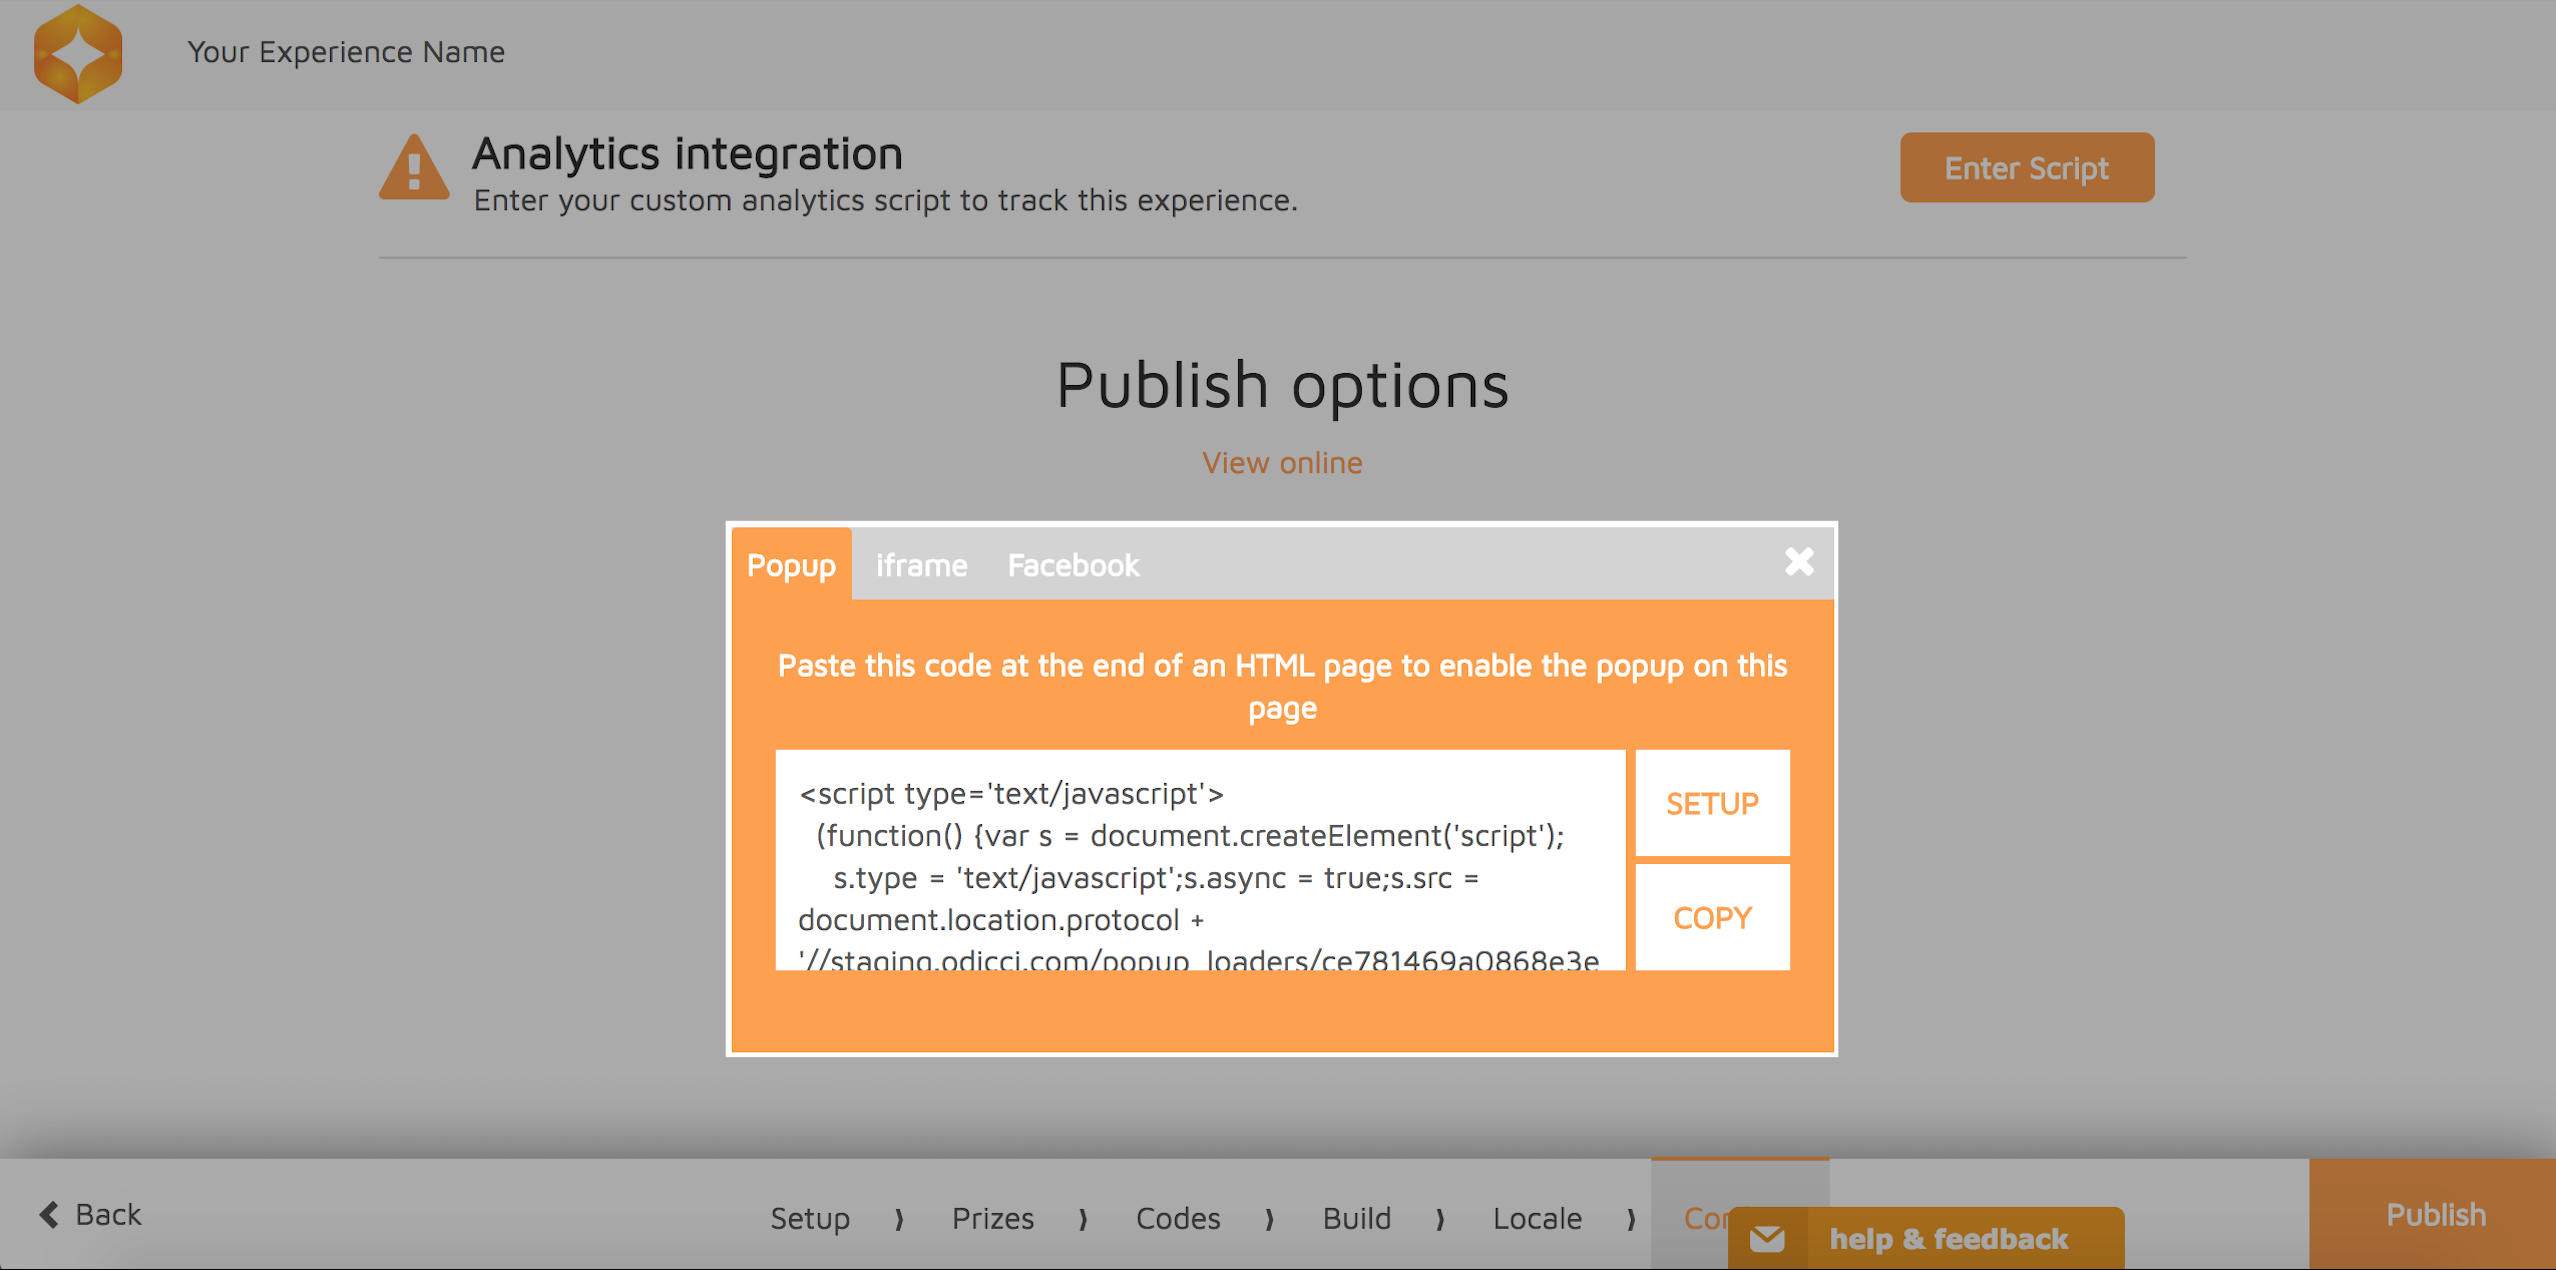 Your Experience Name
Analytics integration
Enter your custom analytics script to track this experience.
Enter Script
Publish options
View online
Popup iframe Facebook
Paste this code at the end of an HTML page to enable the popup on this
page
<script type='text/javascript'>
(function() {var s = document.createElement('script');
s.type = 'text/javascript';s.async = true;s.src =
document.location.protocol +
'//staging.odicci.com/popup_loaders/ce781469a0868e3e
SETUP
COPY
Back
Setup Prizes Codes Build Locale
help & feedback
Publish